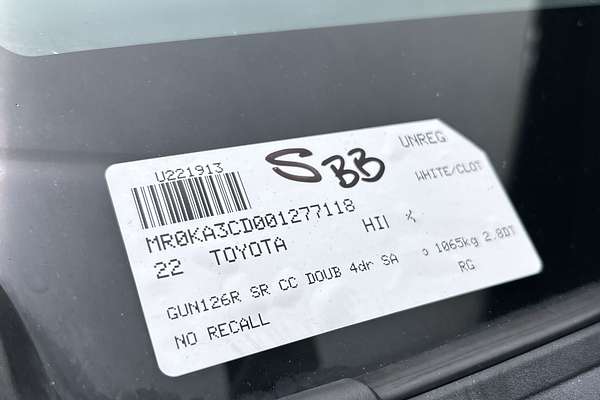 U221913 S BB UNREG
MR0KA3CD001277118 WHITE/CLOT
22 TOYOTA HI
GUN126R SR CC DOUB 4dr SA 1065kg 2.8DT
NO RECALL RG